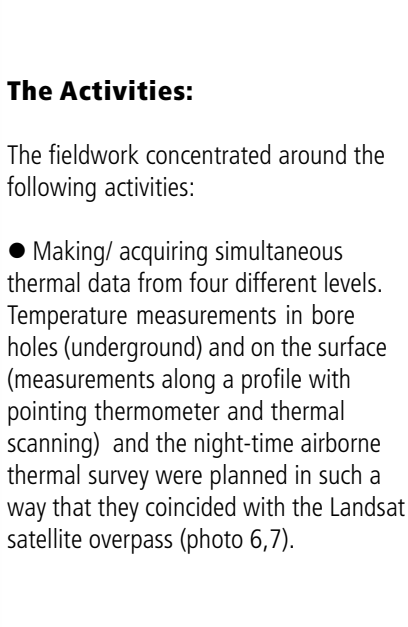 The Activities:
The fieldwork concentrated around the
following activities:
● Making/ acquiring simultaneous
thermal data from four different levels.
Temperature measurements in bore
holes (underground) and on the surface
(measurements along a profile with
pointing thermometer and thermal
scanning)  and the night-time airborne
thermal survey were planned in such a
way that they coincided with the Landsat
satellite overpass (photo 6,7).